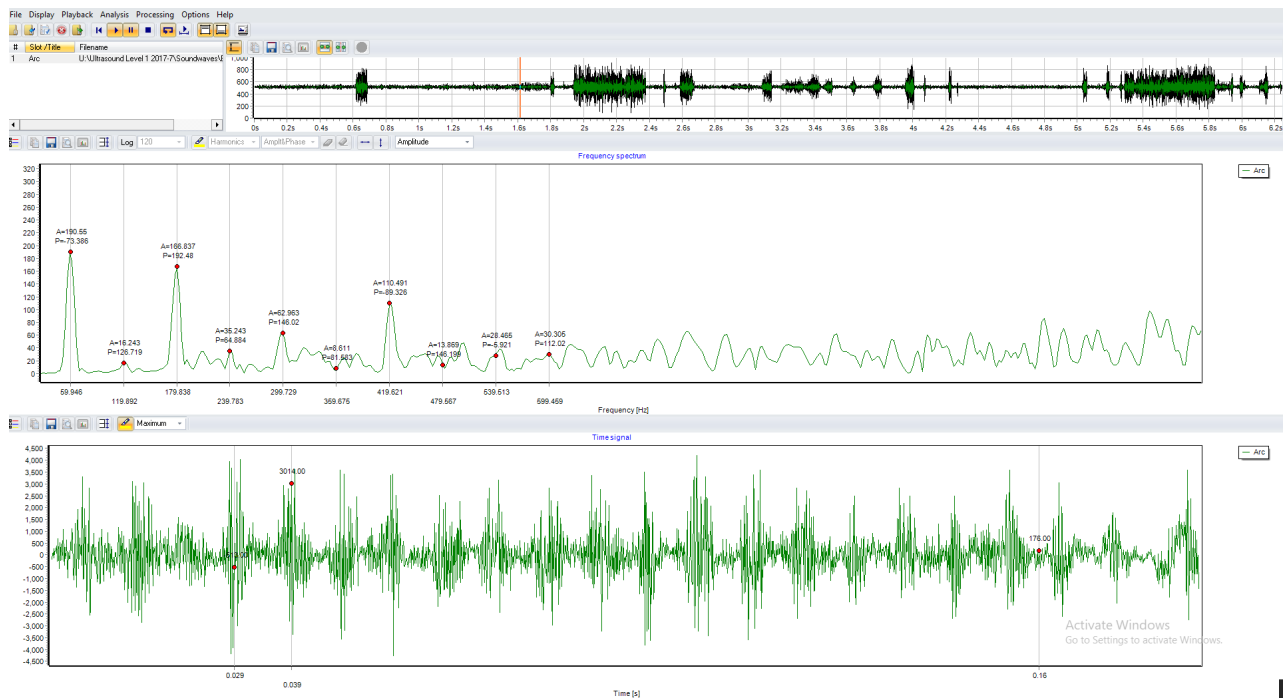 File Display Playback Analysis Processing Options Help
# Slot /Title Filename
1 Arc U:\Ultrasound Level 1 2017-7\Soundwaves\E
1,000
800
600
400
200
0
0s 0.2s 0.4s 0.6s 0.8s 1s 1.2s 1.4s 1.6s 1.8s 2s 2.2s 2.4s 2.6s 2.8s 3s 3.2s 3.4s 3.6s 3.8s 4s 4.2s 4.4s 4.6s 4.8s 5s 5.2s 5.4s 5.6s 5.8s 6s 6.2s
Log 120 Harmonics Amplt&Phase Amplitude
Frequency spectrum
Arc
320
300
280
260
240
220
200
180
160
140
120
100
80
60
40
20
0
A=190.55
P=-73.386
A=16.243
P=126.719
A=166.837
P=192.48
A=35.243
P=64.884
A=62.963
P=146.02
A=8.611
P=81.583
A=110.491
P=-89.326
A=13.869
P=146.199
A=28.465
P=-5.921
A=30.305
P=112.02
59.946 179.838 299.729 419.621 539.513
119.892 239.783 359.675 479.567 599.459
Frequency [Hz]
Maximum
Time signal
Arc
4,500
4,000
3,500
3,000
2,500
2,000
1,500
1,000
500
0
-500
-1,000
-1,500
-2,000
-2,500
-3,000
-3,500
-4,000
-4,500
3014.00
176.00
0.029
0.039
0.16
Time [s]
Activate Windows
Go to Settings to activate Windows.